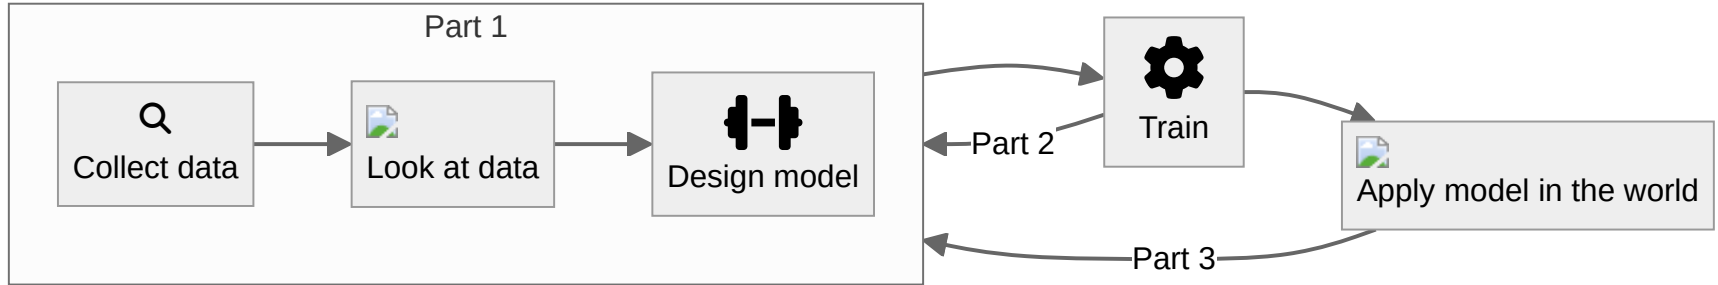 Part 1
Collect data
Look at data
Design model
Part 2
Train
Apply model in the world
Part 3